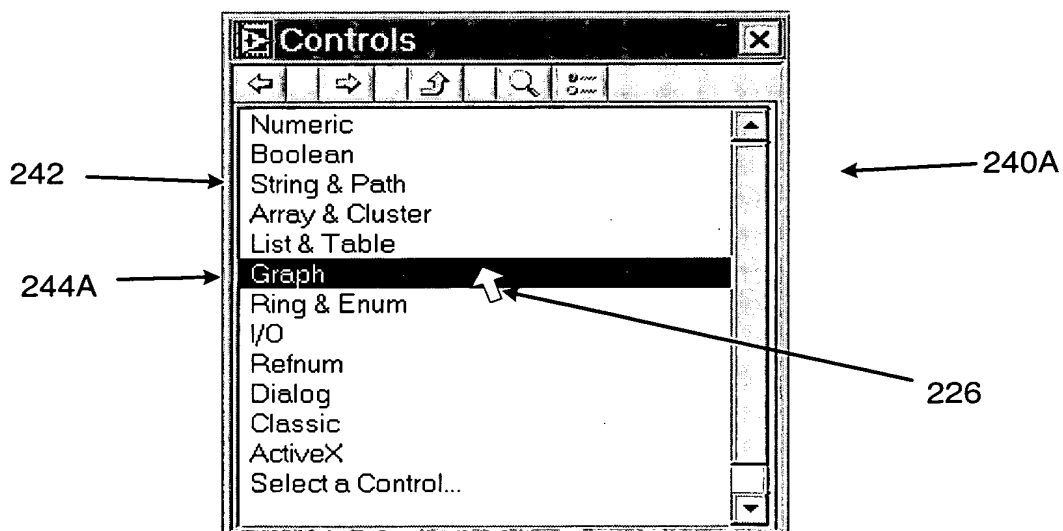 Controls
Numeric
Boolean
242
String & Path
240A
Array & Cluster
List & Table
244A
Graph
Ring & Enum
I/O
Refnum
226
Dialog
Classic
ActiveX
Select a Control...